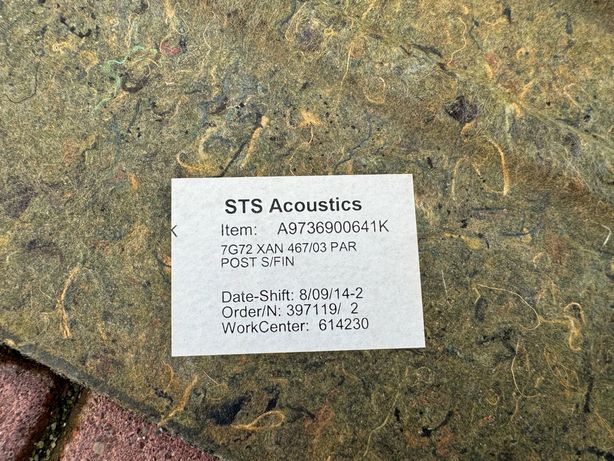 STS Acoustics
K Item: A9736900641K
7G72 XAN 467/03 PAR
POST S/FIN
Date-Shift: 8/09/14-2
Order/N: 397119/ 2
WorkCenter: 614230